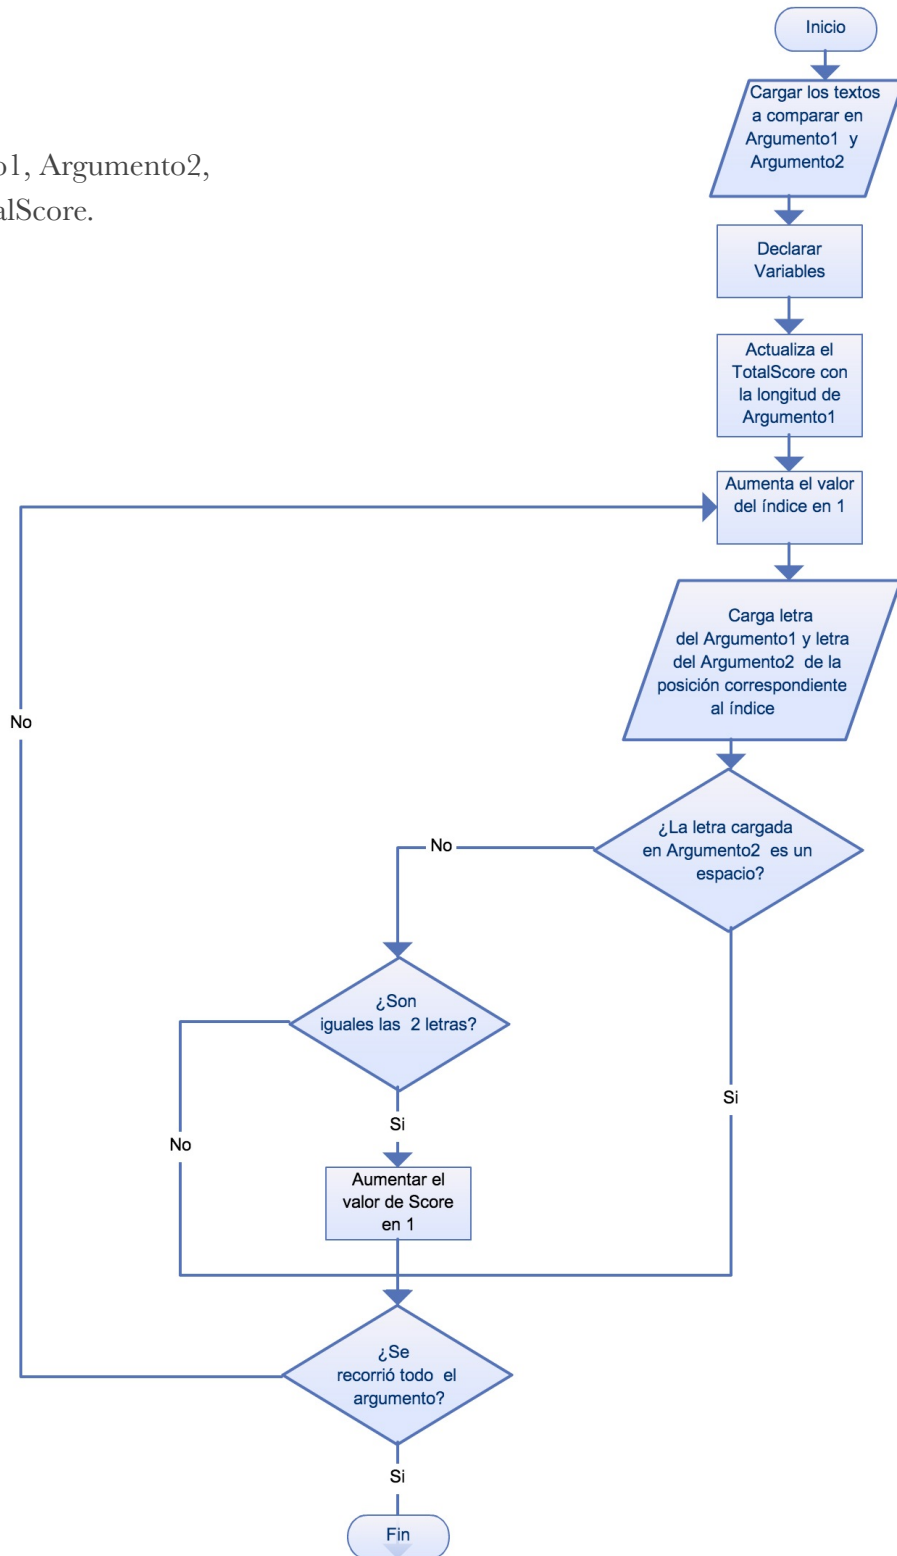 Inicio
Cargar los textos
a comparar en
Argumento1 y
Argumento2
Argumento2,
Declarar
Variables
Actualiza el
TotalScore con
la longitud de
Argumento1
Aumenta el valor
del índice en 1
Carga letra
del Argumento1 y letra
del Argumento2 de la
posición correspondiente
al índice
No
¿La letra cargada
en Argumento2 es un
espacio?
No
¿Son
iguales las 2 letras?
Si
Si
No
Aumentar el
valor de Score
en 1
¿Se
recorrió todo el
argumento?
Si
Fin